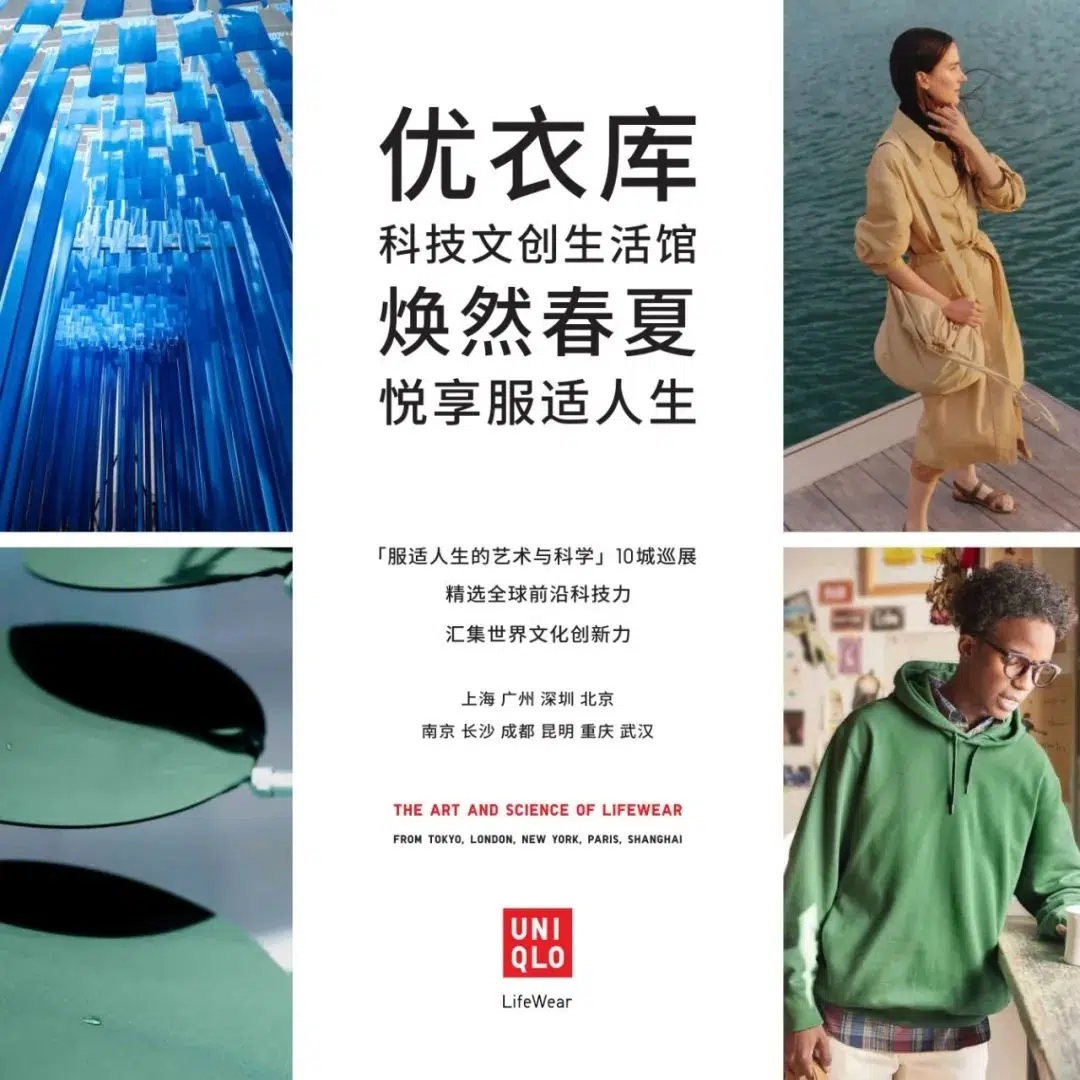 优衣库
科技文创生活馆
焕然春夏
悦享服适人生
「服适人生的艺术与科学」10城巡展
精选全球前沿科技力
汇集世界文化创新力
上海 广州 深圳 北京
南京 长沙 成都 昆明 重庆 武汉
THE ART AND SCIENCE OF LIFEWEAR
FROM TOKYO, LONDON, NEW YORK, PARIS, SHANGHAI
UNI
QLO
LifeWear